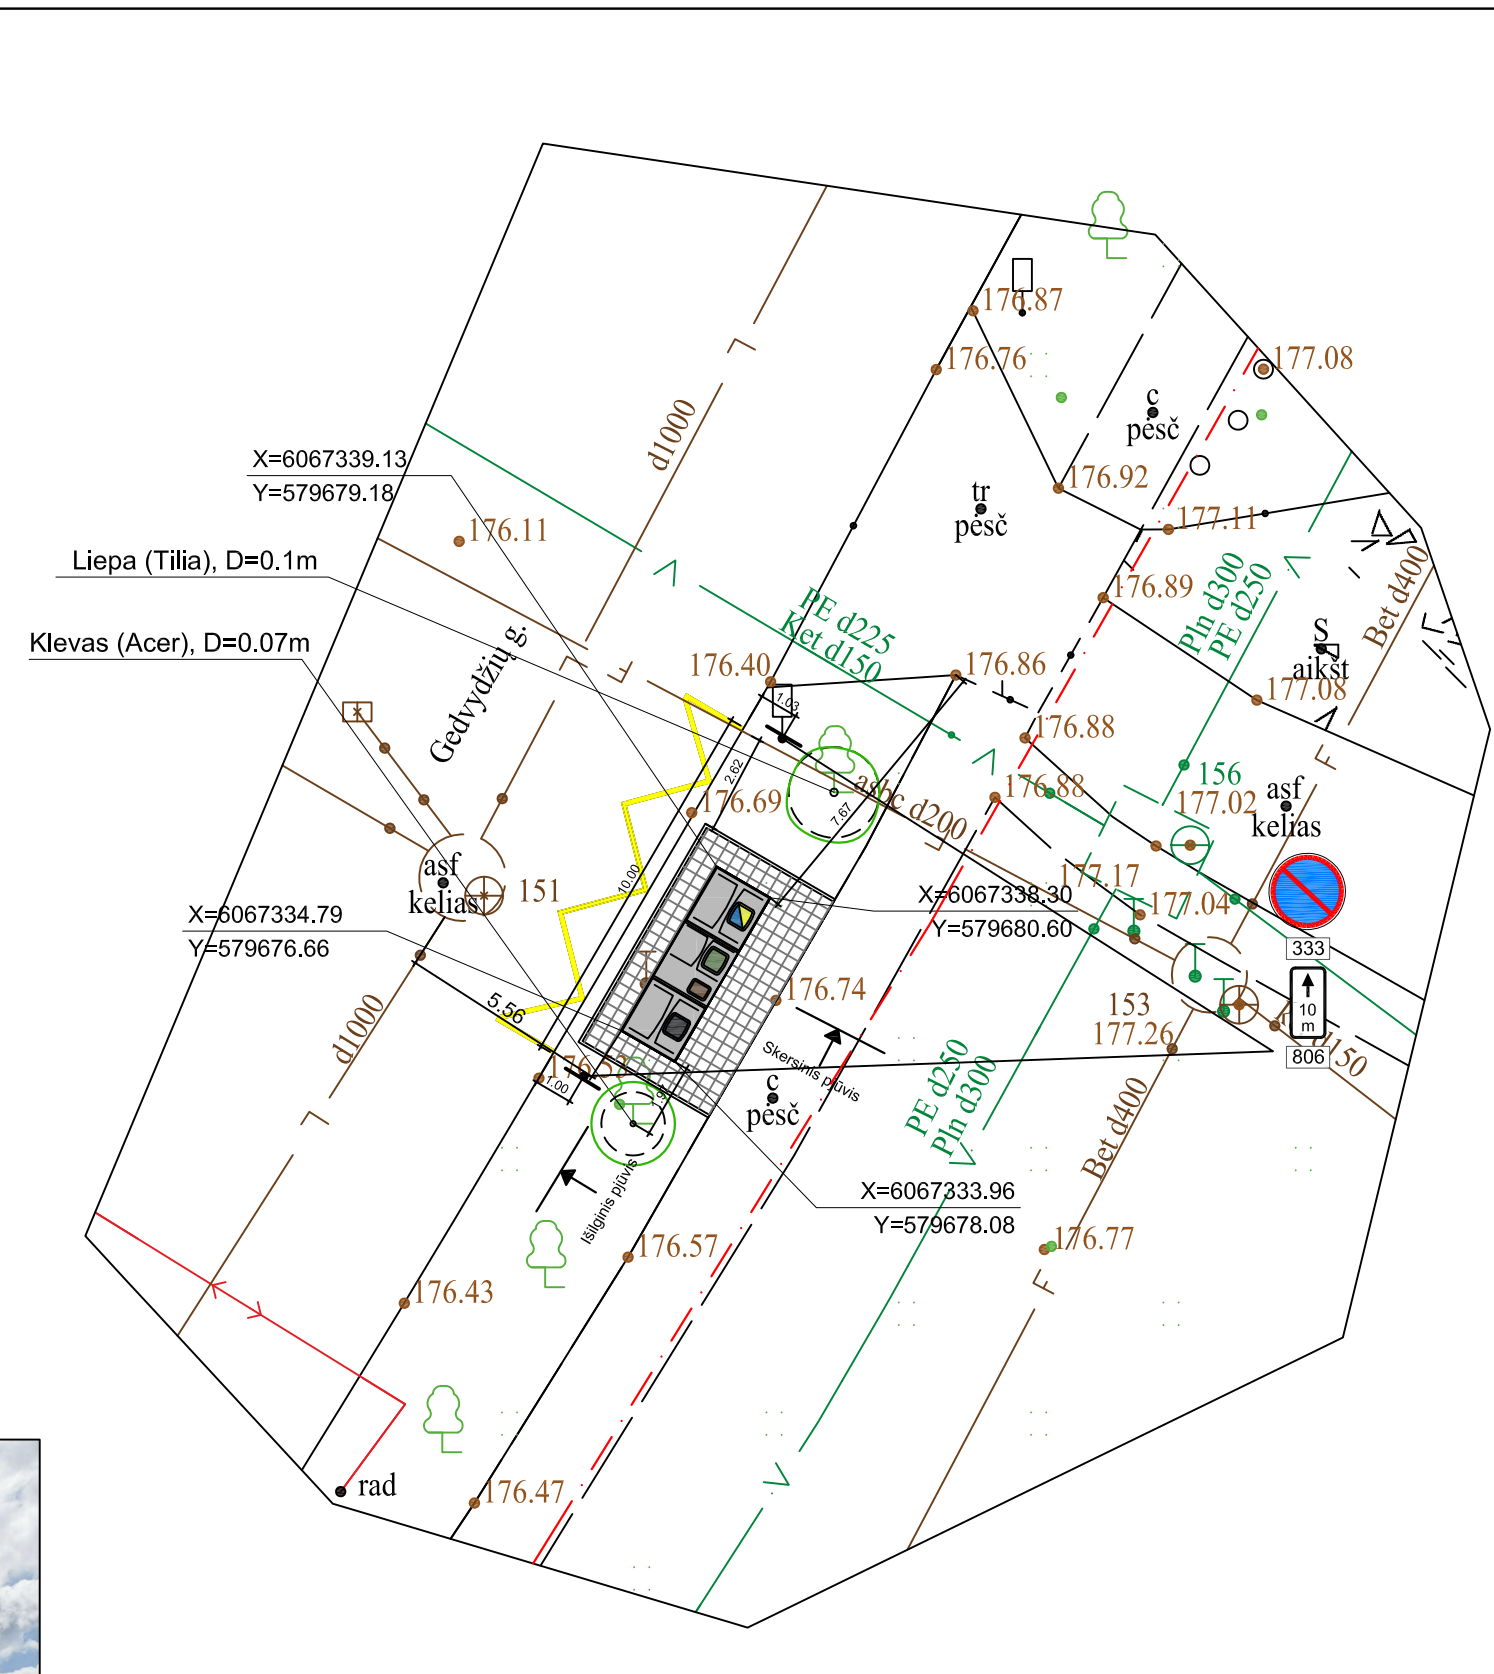 176.87
177.08
176.76
d1000
c
pėsč
X=6067339.13
Y=579679.18
176.92
tr
pėsč
176.11
177.11
Liepa (Tilia), D=0.1m
Pln d300
PE d250
Bet d400
176.89
PE d225
Ket d150
S
aikšt
Klevas (Acer), D=0.07m
Gedvydžių g.
176.40
176.86
177.08
1.03
176.88
2.62
156
176.88
asf
kelias
177.02
176.69
7.67
asbc d200
10.00
asf
kelias
151
177.17
X=6067338.30
Y=579680.60
177.04
X=6067334.79
Y=579676.66
333
5.56
176.74
153
177.26
10
m
806
d150
d1000
Skersinis pjūvis
PE d250
Pln d300
1.00
c
pėsč
Bet d400
Išilginis pjūvis
X=6067333.96
Y=579678.08
176.57
176.77
176.43
rad
176.47